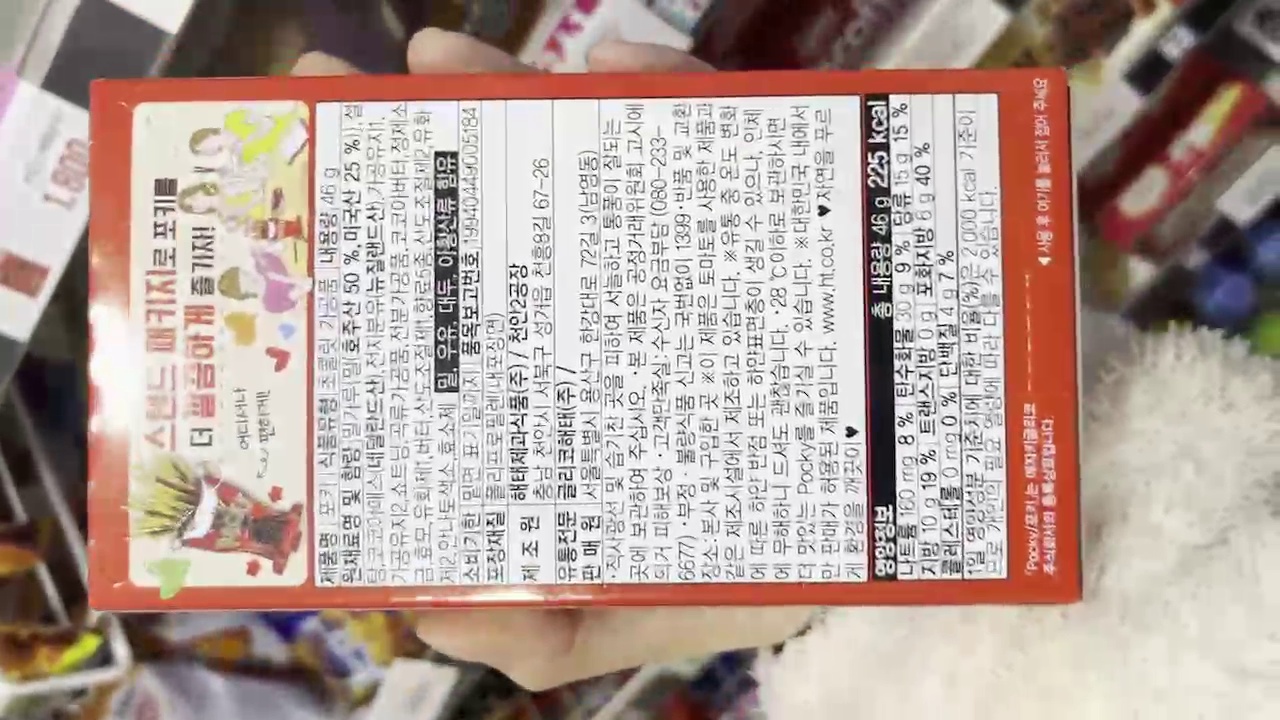 1,800
스탠드 패키지로 포키를
더 깔끔하게 즐기자!
어디서나
편하게!
제품명 포키 식품유형 초콜릿 가공품 내용량 46 g
원재료명 및 함량 밀가루{밀(호주산 50 %,미국산 25 %)},설
탕,코코아매스(네덜란드산),전지분유(뉴질랜드산),가공유지1,
가공유지2,쇼트닝,곡류가공품,전분가공품,코코아버터,정제소
금,효모,유화제1,버터,산도조절제1,향료5종,산도조절제2,유화
제2,안나토색소,효소제 밀, 우유, 대두, 아황산류 함유
소비기한 밑면 표기일까지 품목보고번호 19940449005184
포장재질 폴리프로필렌(내포장면)
제 조 원 해태제과식품(주) / 천안2공장
충남 천안시 서북구 성거읍 천흥8길 67-26
유통전문 글리코해태(주) /
판 매 원 서울특별시 용산구 한강대로 72길 3(남영동)
·직사광선 및 습기찬 곳을 피하여 서늘하고 통풍이 잘되는
곳에 보관하여 주십시오. ·본 제품은 공정거래위원회 고시에
의거 피해보상 ·고객만족실:수신자 요금부담 (080-233-
6677) ·부정 · 불량식품 신고는 국번없이 1399·반품 및 교환
장소:본사 및 구입한 곳 ※이 제품은 토마토를 사용한 제품과
같은 제조시설에서 제조하고 있습니다. ※유통 중 온도 변화
에 따른 하얀 반점 또는 하얀표면층이 생길 수 있으나, 인체
에 무해하니 드셔도 괜찮습니다. ·28 ℃이하로 보관하시면
더 맛있는 Pocky를 즐기실 수 있습니다. ※대한민국 내에서
만 판매가 허용된 제품입니다. www.ht.co.kr ♥자연을 푸르
게 환경을 깨끗이♥
영양정보 총 내용량 46 g 225 kcal
나트륨 160 mg 8 % 탄수화물 30 g 9 % 당류 15 g 15 %
지방 10 g 19 % 트랜스지방 0 g 포화지방 6 g 40 %
콜레스테롤 0 mg 0 % 단백질 4 g 7 %
1일 영양성분 기준치에 대한 비율(%)은 2,000 kcal 기준이
므로 개인의 필요 열량에 따라 다를 수 있습니다.
「Pocky/포키」는 에자키글리코
주식회사의 등록상표입니다.
◀사용 후 여기를 눌러서 접어 주세요